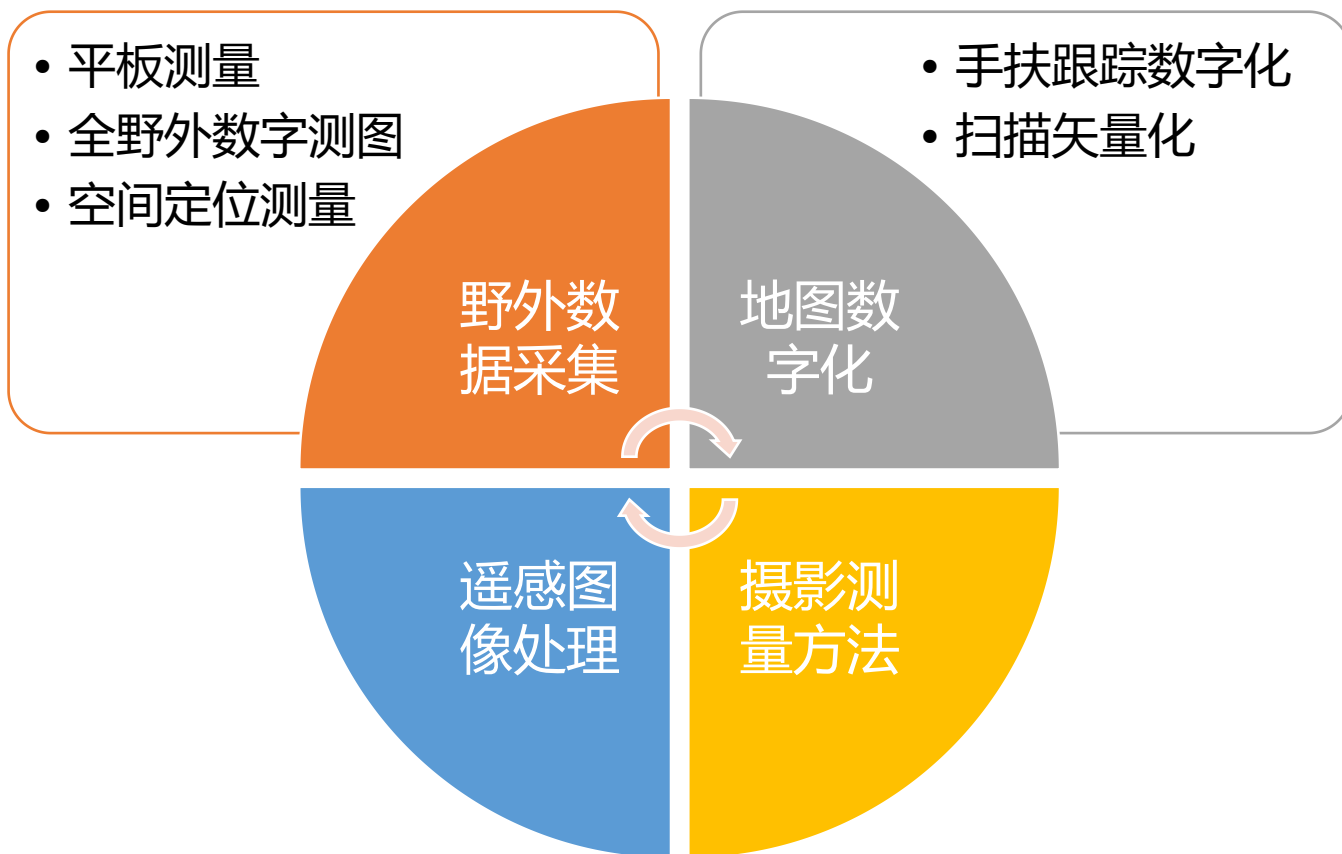 • 平板测量
• 全野外数字测图
• 空间定位测量
• 手扶跟踪数字化
• 扫描矢量化
野外数
据采集
地图数
字化
遥感图
像处理
摄影测
量方法